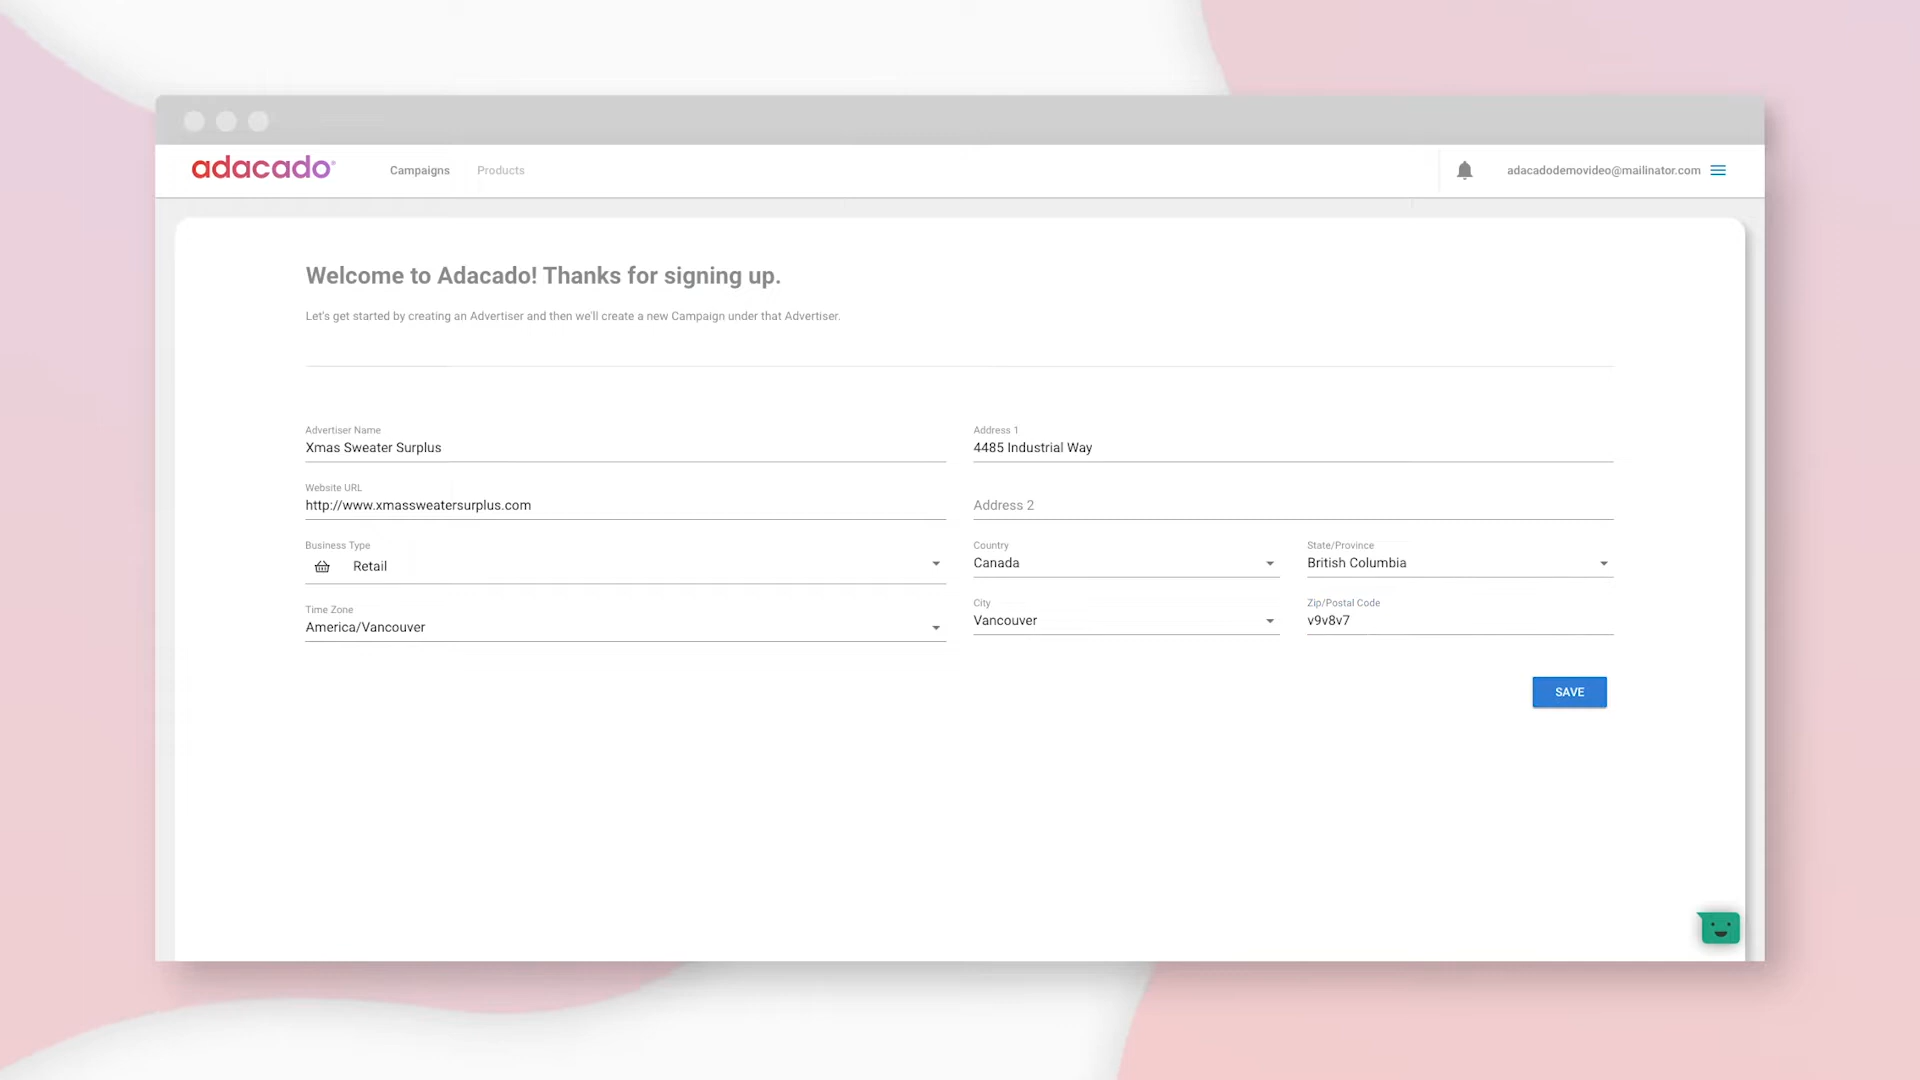 adacado
Campaigns
Products
adacadodemovideo@mailinator.com
Welcome to Adacado! Thanks for signing up.
Let's get started by creating an Advertiser and then we'll create a new Campaign under that Advertiser.
Advertiser Name
Xmas Sweater Surplus
Website URL
http://www.xmassweatersurplus.com
Business Type
Retail
Time Zone
America/Vancouver
Address 1
4485 Industrial Way
Address 2
Country
Canada
State/Province
British Columbia
City
Vancouver
Zip/Postal Code
v9v8v7
SAVE